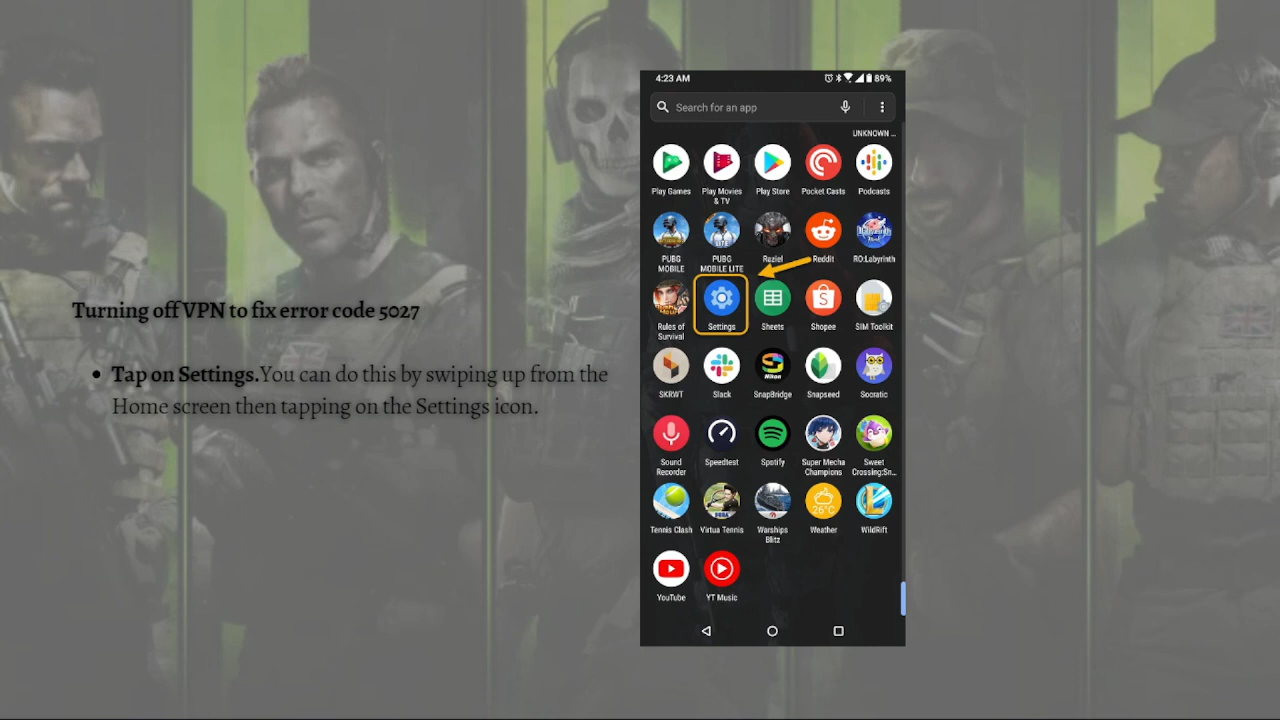 Turning off VPN to fix error code 5027
• Tap on Settings.You can do this by swiping up from the
Home screen then tapping on the Settings icon.
4:23 AM
89%
Search for an app
UNKNOWN ...
Play Games
Play Movies
& TV
Play Store
Pocket Casts
Podcasts
PUBG
MOBILE
PUBG
MOBILE LITE
Raziel
Reddit
RO:Labyrinth
Rules of
Survival
Settings
Sheets
Shopee
SIM Toolkit
SKRWT
Slack
Nikon
SnapBridge
Snapseed
Socratic
Sound
Recorder
Speedtest
Spotify
Super Mecha
Champions
Sweet
Crossing:Sn...
Tennis Clash
SEGA
Virtua Tennis
Warships
Blitz
26°C
Weather
WildRift
YouTube
YT Music